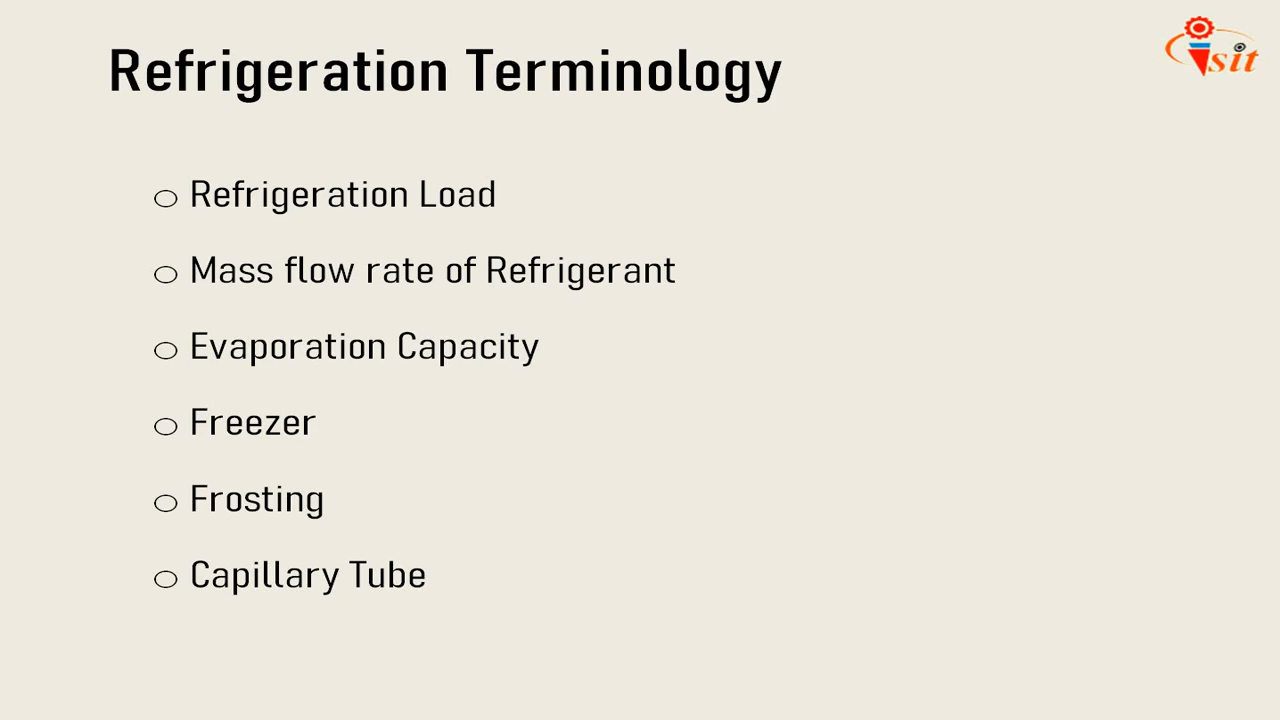 Refrigeration Terminology
sit
Refrigeration Load
Mass flow rate of Refrigerant
Evaporation Capacity
Freezer
Frosting
Capillary Tube